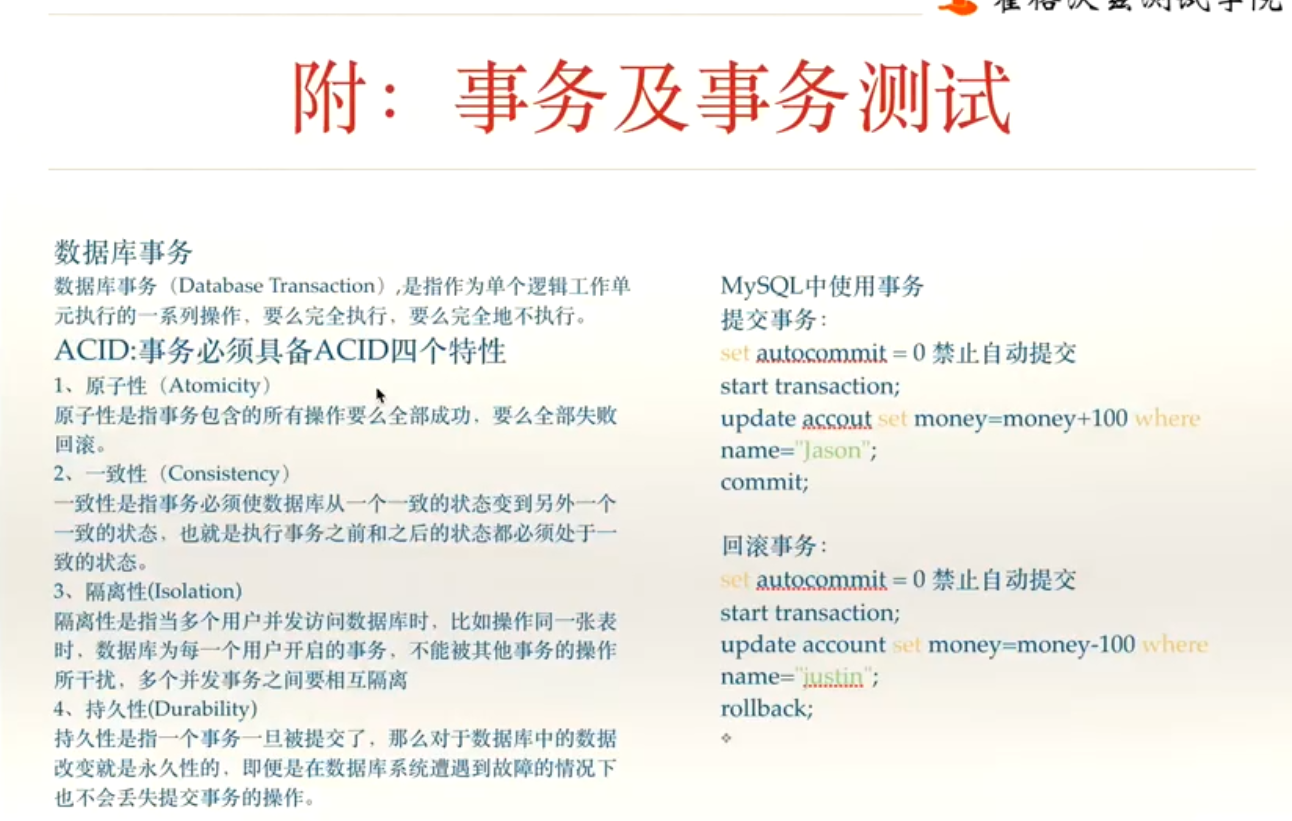 附：事务及事务测试
数据库事务
数据库事务（Database Transaction）,是指作为单个逻辑工作单
元执行的一系列操作，要么完全执行，要么完全地不执行。
ACID:事务必须具备ACID四个特性
1、原子性（Atomicity）
原子性是指事务包含的所有操作要么全部成功，要么全部失败
回滚。
2、一致性（Consistency）
一致性是指事务必须使数据库从一个一致的状态变到另外一个
一致的状态，也就是执行事务之前和之后的状态都必须处于一
致的状态。
3、隔离性(Isolation)
隔离性是指当多个用户并发访问数据库时，比如操作同一张表
时，数据库为每一个用户开启的事务，不能被其他事务的操作
所干扰，多个并发事务之间要相互隔离
4、持久性(Durability)
持久性是指一个事务一旦被提交了，那么对于数据库中的数据
改变就是永久性的，即便是在数据库系统遭遇到故障的情况下
也不会丢失提交事务的操作。
MySQL中使用事务
提交事务：
set autocommit = 0 禁止自动提交
start transaction;
update accout set money=money+100 where
name="Jason";
commit;
回滚事务：
set autocommit = 0 禁止自动提交
start transaction;
update account set money=money-100 where
name="justin";
rollback;